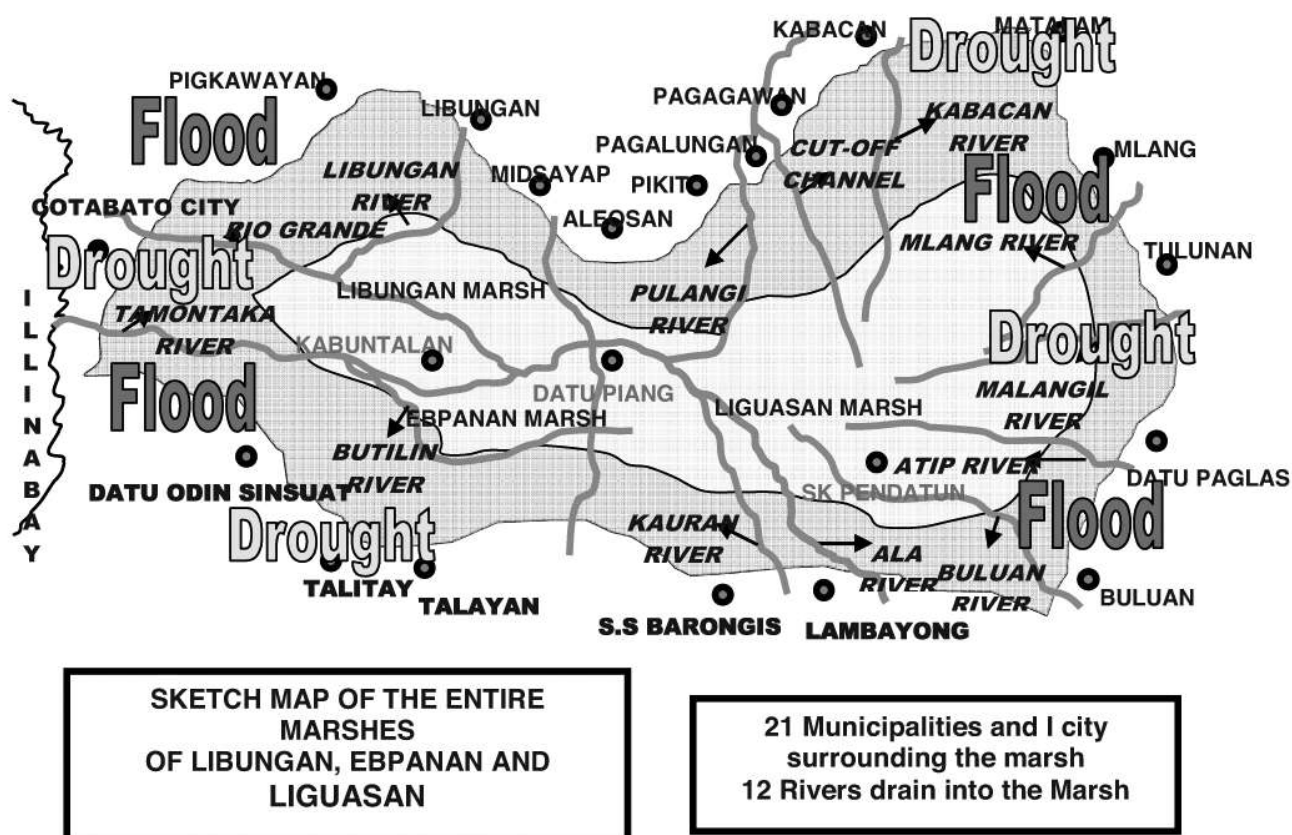 KABACAN
MATALAM
Drought
PIGKAWAYAN
Flood
LIBUNGAN
PAGAGAWAN
KABACAN
RIVER
PAGALUNGAN
CUT-OFF
CHANNEL
MLANG
LIBUNGAN
RIVER
MIDSAYAP
PIKIT
Flood
COTABATO CITY
RIO GRANDE
ALEOSAN
MLANG RIVER
TULUNAN
Drought
LIBUNGAN MARSH
PULANGI
RIVER
TAMONTAKA
RIVER
KABUNTALAN
Drought
Flood
DATU PIANG
MALANGIL
RIVER
EBPANAN MARSH
LIGUASAN MARSH
BUTILIN
RIVER
ATIP RIVER
DATU PAGLAS
DATU ODIN SINSUAT
SK PENDATUN
Flood
Drought
KAURAN
RIVER
ALA
RIVER
BULUAN
RIVER
TALITAY
TALAYAN
BULUAN
S.S BARONGIS
LAMBAYONG
I
L
L
I
N
A
B
A
Y
SKETCH MAP OF THE ENTIRE
MARSHES
OF LIBUNGAN, EBPANAN AND
LIGUASAN
21 Municipalities and I city
surrounding the marsh
12 Rivers drain into the Marsh